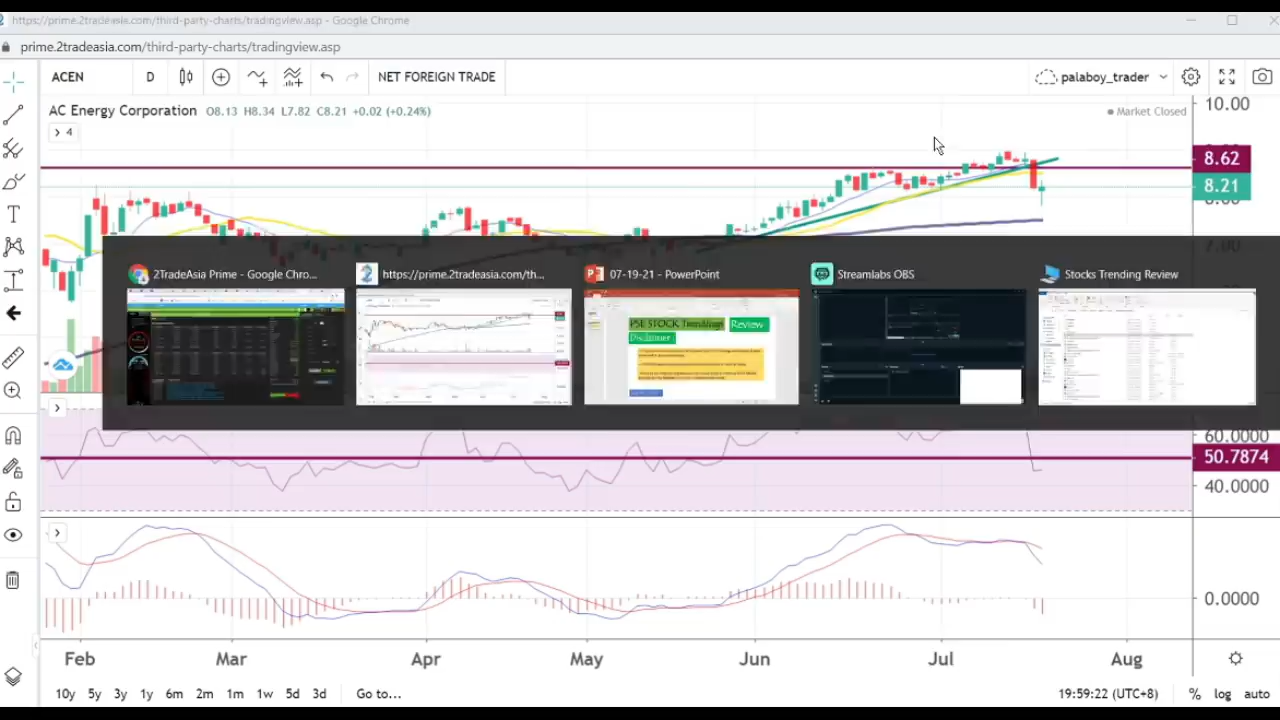 https://prime.2tradeasia.com/third-party-charts/tradingview.asp - Google Chrome
prime.2tradeasia.com/third-party-charts/tradingview.asp
ACEN D NET FOREIGN TRADE palaboy_trader
10.00
AC Energy Corporation O8.13 H8.34 L7.82 C8.21 +0.02 (+0.24%) Market Closed
4
8.62
8.21
2TradeAsia Prime - Google Chro... https://prime.2tradeasia.com/th... 07-19-21 - PowerPoint Streamlabs OBS Stocks Trending Review
PSE STOCK Trendings Review
Disclaimer
60.0000
50.7874
40.0000
0.0000
Feb Mar Apr May Jun Jul Aug
10y 5y 3y 1y 6m 2m 1m 1w 5d 3d Go to... 19:59:22 (UTC+8) % log auto